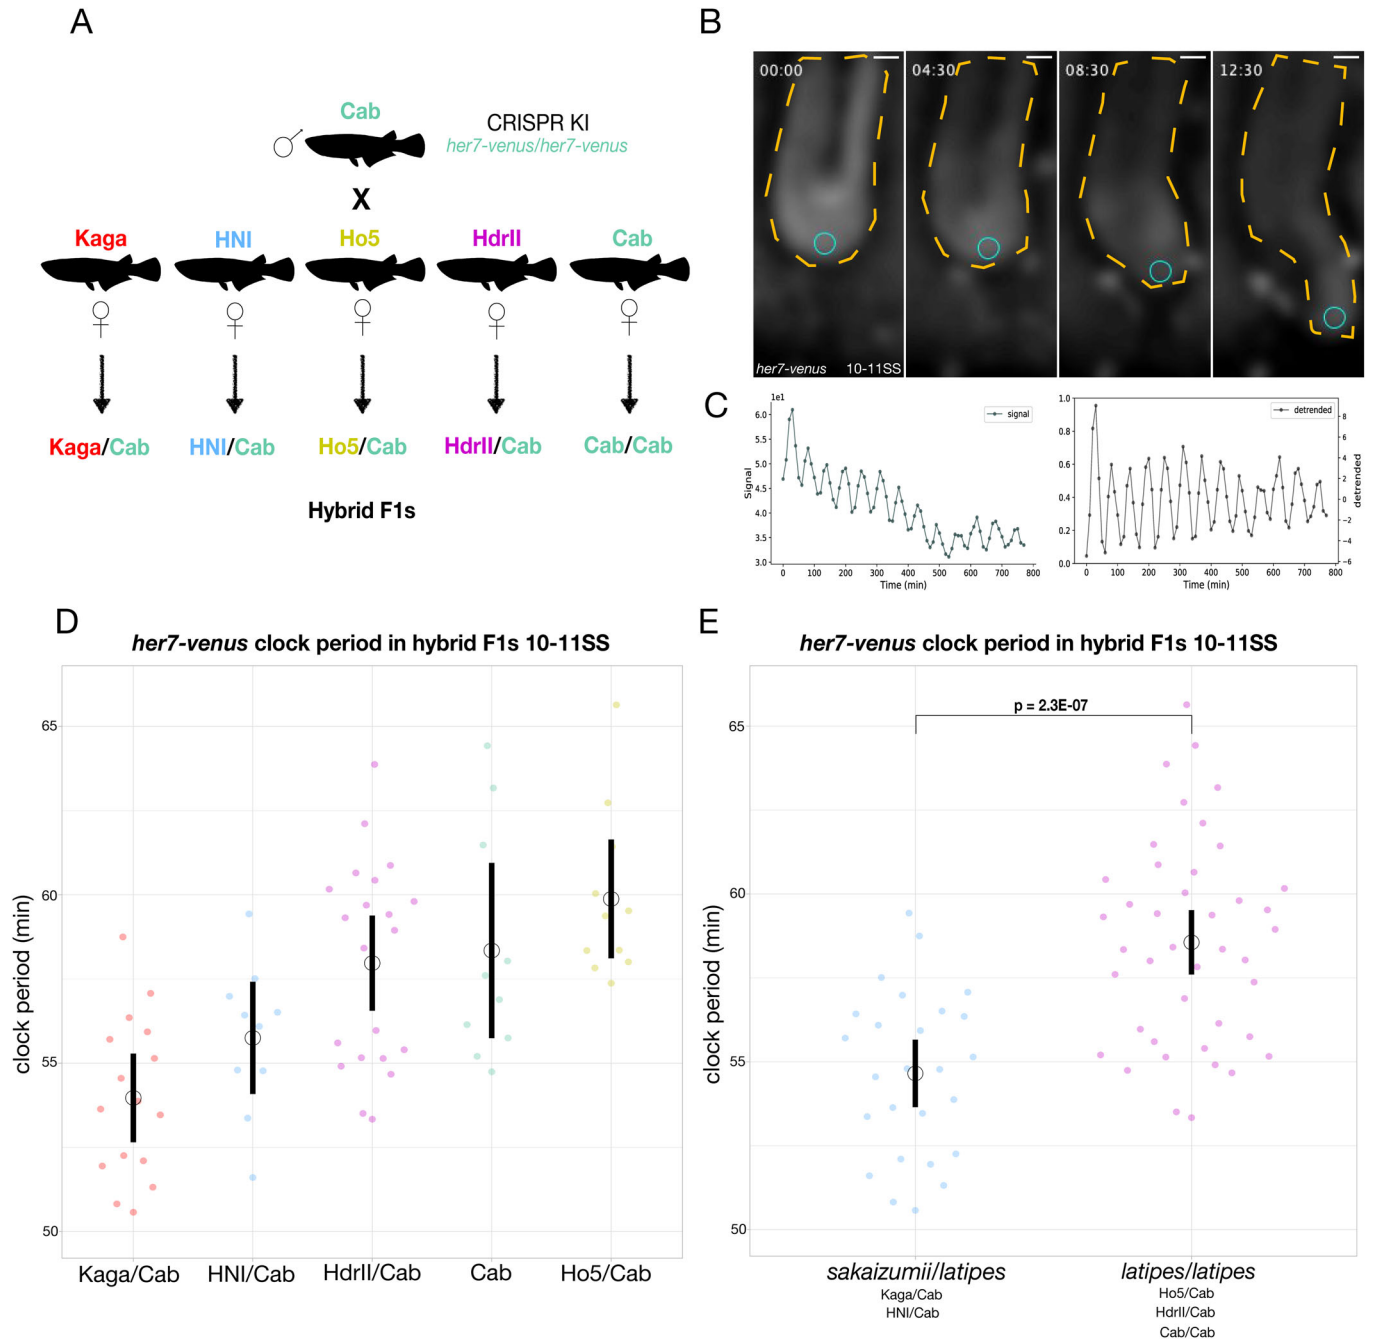 A
Cab
CRISPR KI
her7-venus/her7-venus
X
Kaga HNI Ho5 HdrII Cab
Kaga/Cab HNI/Cab Ho5/Cab HdrII/Cab Cab/Cab
Hybrid F1s
B
00:00 04:30 08:30 12:30
her7-venus 10-11SS
C
1e1
signal
6.0
5.5
5.0
4.5
4.0
3.5
3.0
Signal
0 100 200 300 400 500 600 700 800
Time (min)
detrended
1.0
0.8
0.6
0.4
0.2
0.0
8
6
4
2
0
−2
−4
−6
detrended
0 100 200 300 400 500 600 700 800
Time (min)
D
her7-venus clock period in hybrid F1s 10-11SS
65
60
55
50
clock period (min)
Kaga/Cab HNI/Cab HdrII/Cab Cab Ho5/Cab
E
her7-venus clock period in hybrid F1s 10-11SS
p = 2.3E-07
65
60
55
50
clock period (min)
sakaizumii/latipes
Kaga/Cab
HNI/Cab
latipes/latipes
Ho5/Cab
HdrII/Cab
Cab/Cab